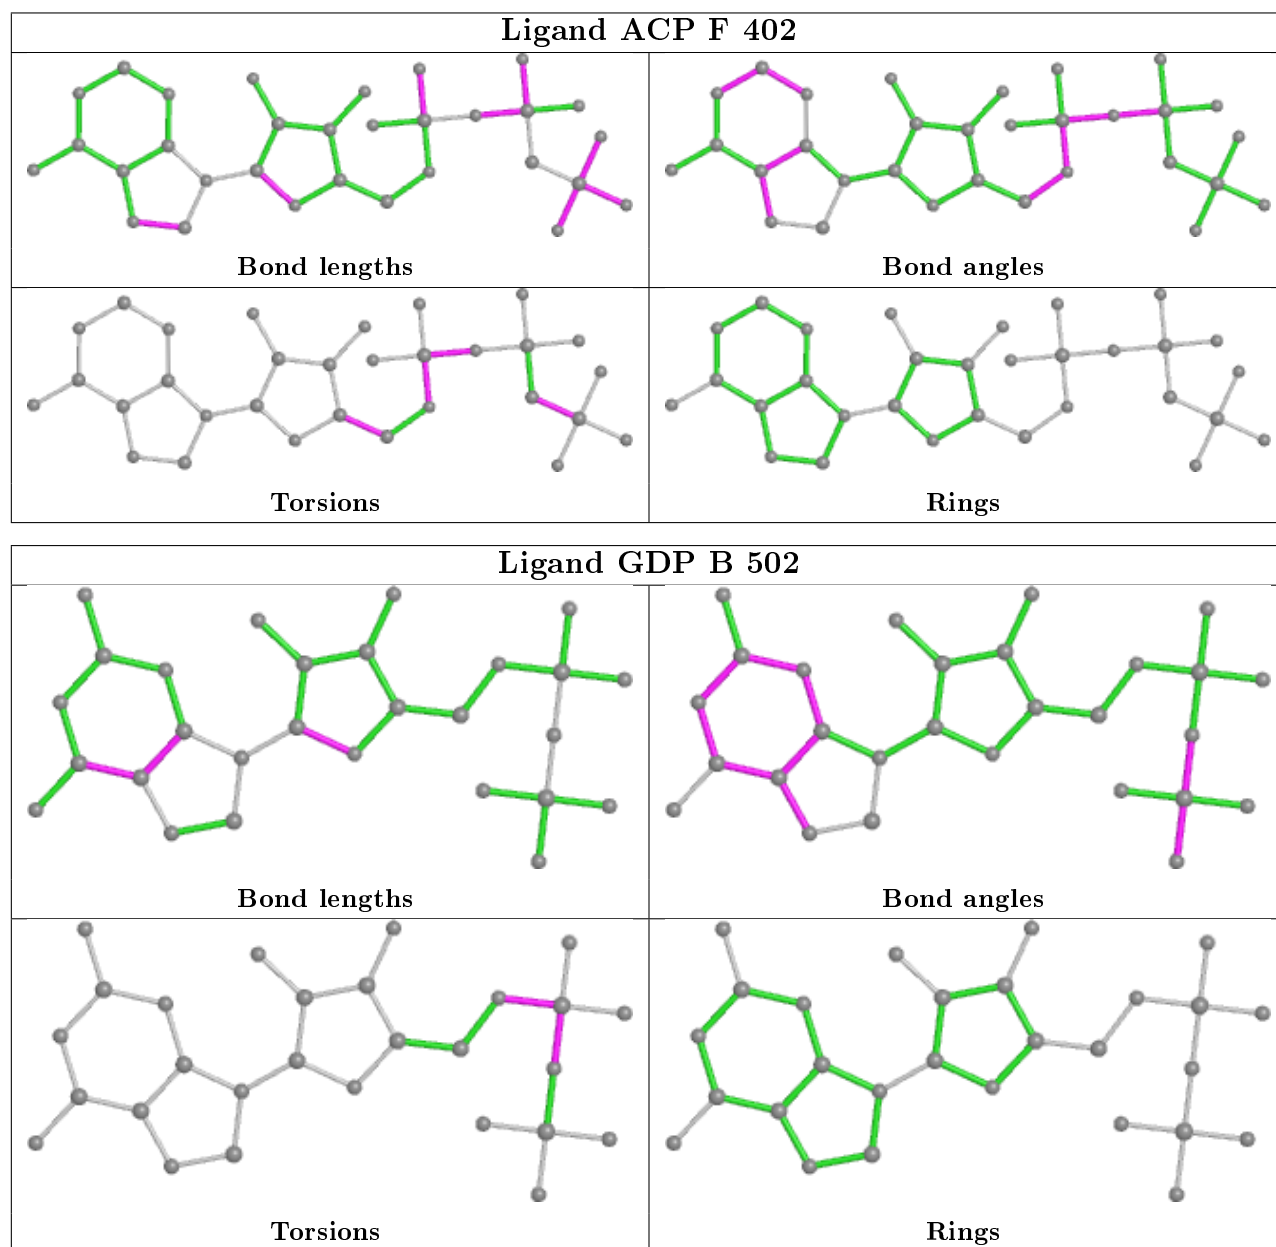 Ligand ACP F 402
Bond lengths
Bond angles
Torsions
Rings
Ligand GDP B 502
Bond lengths
Bond angles
Torsions
Rings